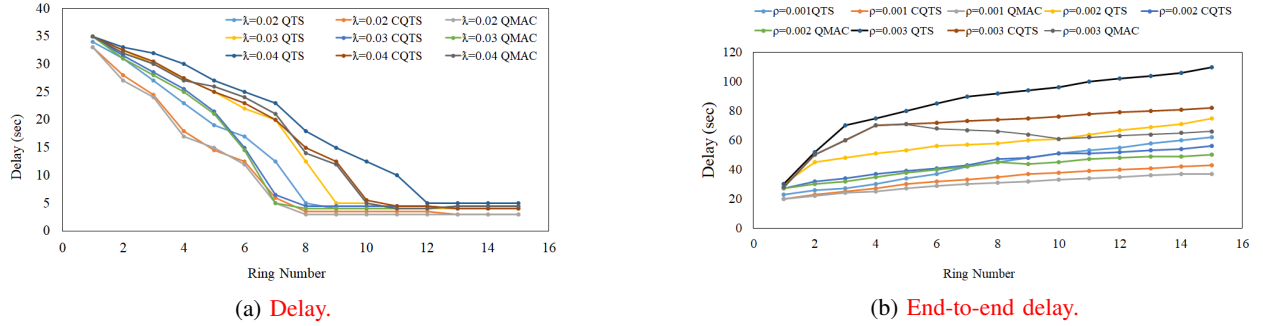 λ=0.02 QTS λ=0.02 CQTS λ=0.02 QMAC
λ=0.03 QTS λ=0.03 CQTS λ=0.03 QMAC
λ=0.04 QTS λ=0.04 CQTS λ=0.04 QMAC
Delay (sec)
40
35
30
25
20
15
10
5
0
0 2 4 6 8 10 12 14 16
Ring Number
(a) Delay.
ρ=0.001QTS ρ=0.001 CQTS ρ=0.001 QMAC ρ=0.002 QTS ρ=0.002 CQTS
ρ=0.002 QMAC ρ=0.003 QTS ρ=0.003 CQTS ρ=0.003 QMAC
Delay (sec)
120
100
80
60
40
20
0
0 2 4 6 8 10 12 14 16
Ring Number
(b) End-to-end delay.